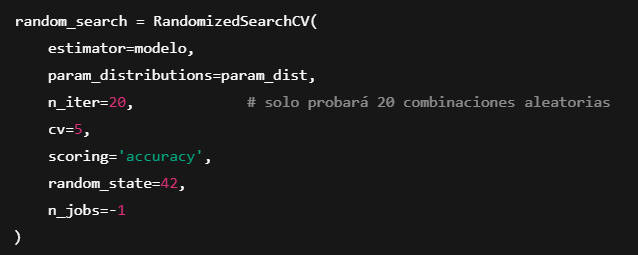 random_search = RandomizedSearchCV(
    estimator=modelo,
    param_distributions=param_dist,
    n_iter=20,               # solo probará 20 combinaciones aleatorias
    cv=5,
    scoring='accuracy',
    random_state=42,
    n_jobs=-1
)